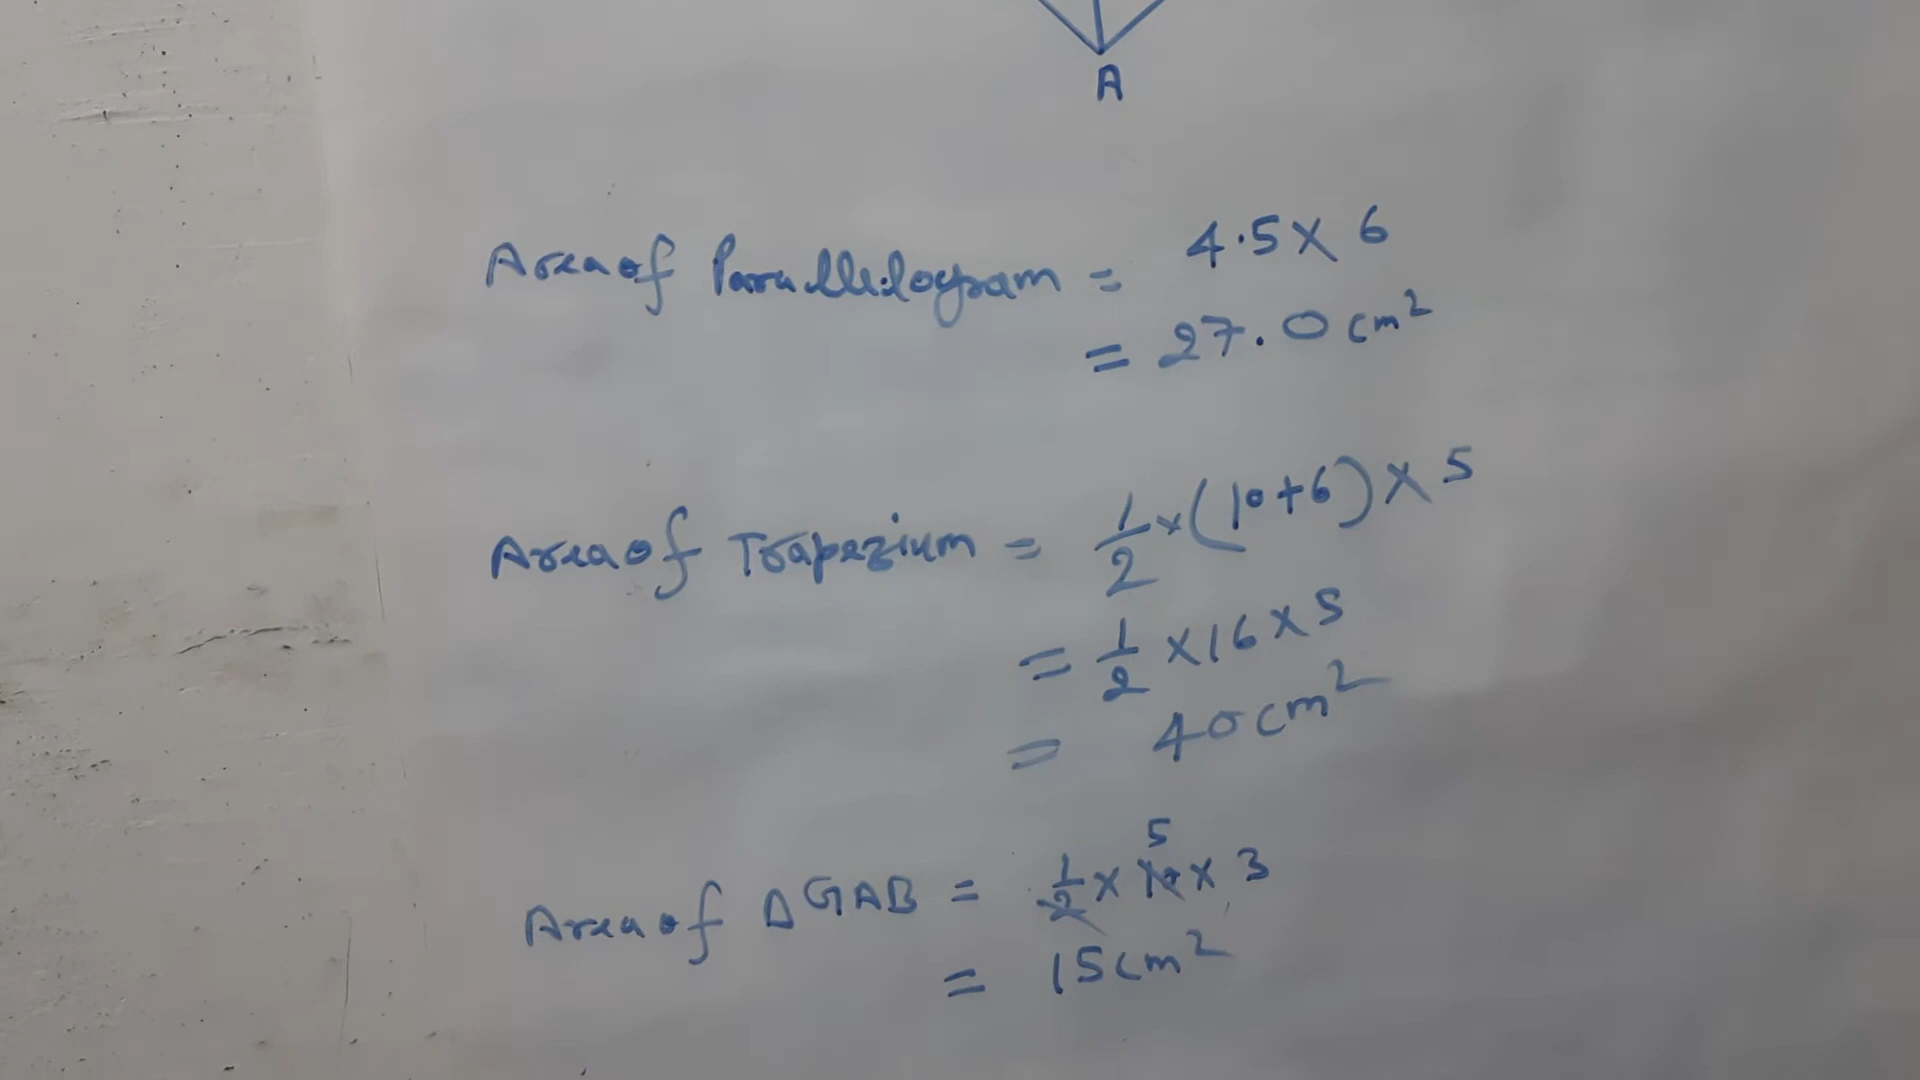 A
Area of Parallelogram = 4.5 × 6
= 27.0 cm²
Area of Trapezium = 1/2 × (10+6) × 5
= 1/2 × 16 × 5
= 40 cm²
5
Area of Δ GAB = 1/2 × 10 × 3
= 15 cm²